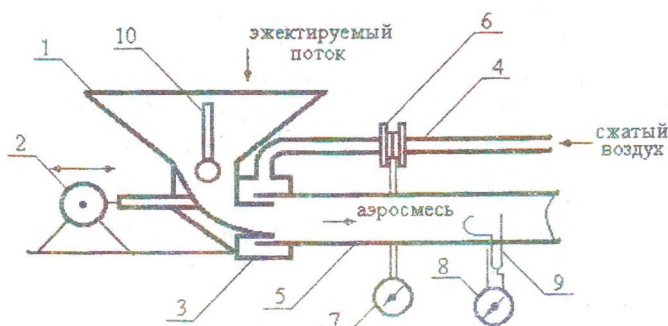 эжектируемый
поток
сжатый
воздух
аэросмесь
1
10
6
4
2
3
5
7
8
9